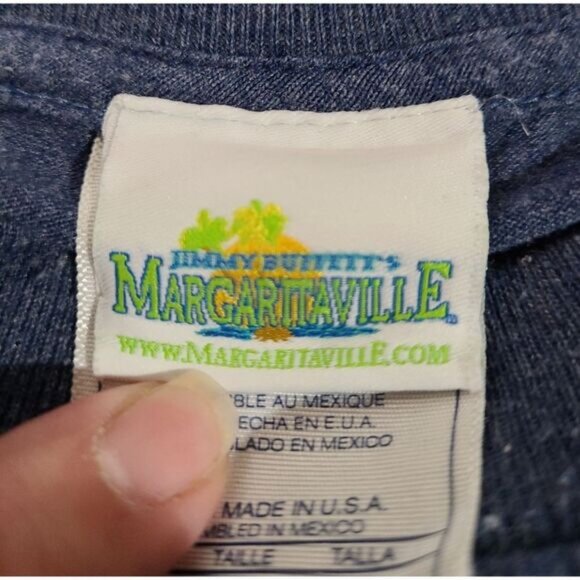 JIMMY BUFFETT'S
MARGARITAVILLE
WWW.MARGARITAVILLE.COM
BLE AU MEXIQUE
ECHA EN E.U.A.
LADO EN MEXICO
MADE IN U.S.A.
MBLED IN MEXICO
TAILLE TALLA